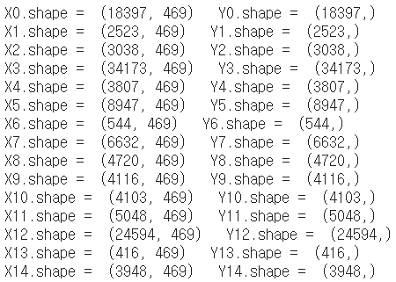 X0.shape =  (18397, 469)   Y0.shape =  (18397,)
X1.shape =  (2523, 469)   Y1.shape =  (2523,)
X2.shape =  (3038, 469)   Y2.shape =  (3038,)
X3.shape =  (34173, 469)   Y3.shape =  (34173,)
X4.shape =  (3807, 469)   Y4.shape =  (3807,)
X5.shape =  (8947, 469)   Y5.shape =  (8947,)
X6.shape =  (544, 469)   Y6.shape =  (544,)
X7.shape =  (6632, 469)   Y7.shape =  (6632,)
X8.shape =  (4720, 469)   Y8.shape =  (4720,)
X9.shape =  (4116, 469)   Y9.shape =  (4116,)
X10.shape =  (4103, 469)   Y10.shape =  (4103,)
X11.shape =  (5048, 469)   Y11.shape =  (5048,)
X12.shape =  (24594, 469)   Y12.shape =  (24594,)
X13.shape =  (416, 469)   Y13.shape =  (416,)
X14.shape =  (3948, 469)   Y14.shape =  (3948,)